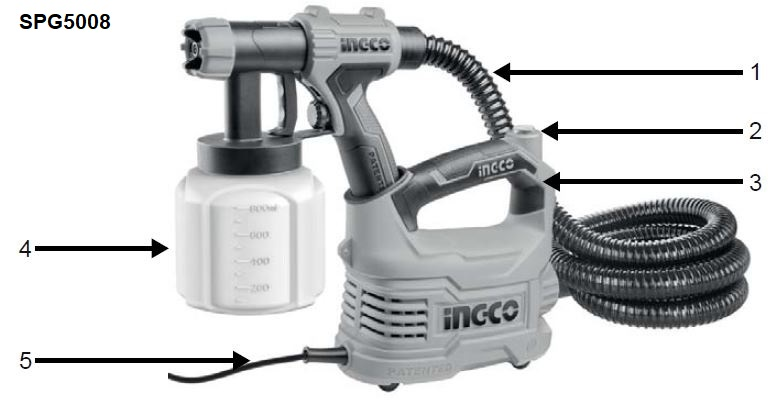 SPG5008
INGCO
1
2
INGCO
3
PATENTED
800ml
600
4
400
200
INGCO
5
PATENTED